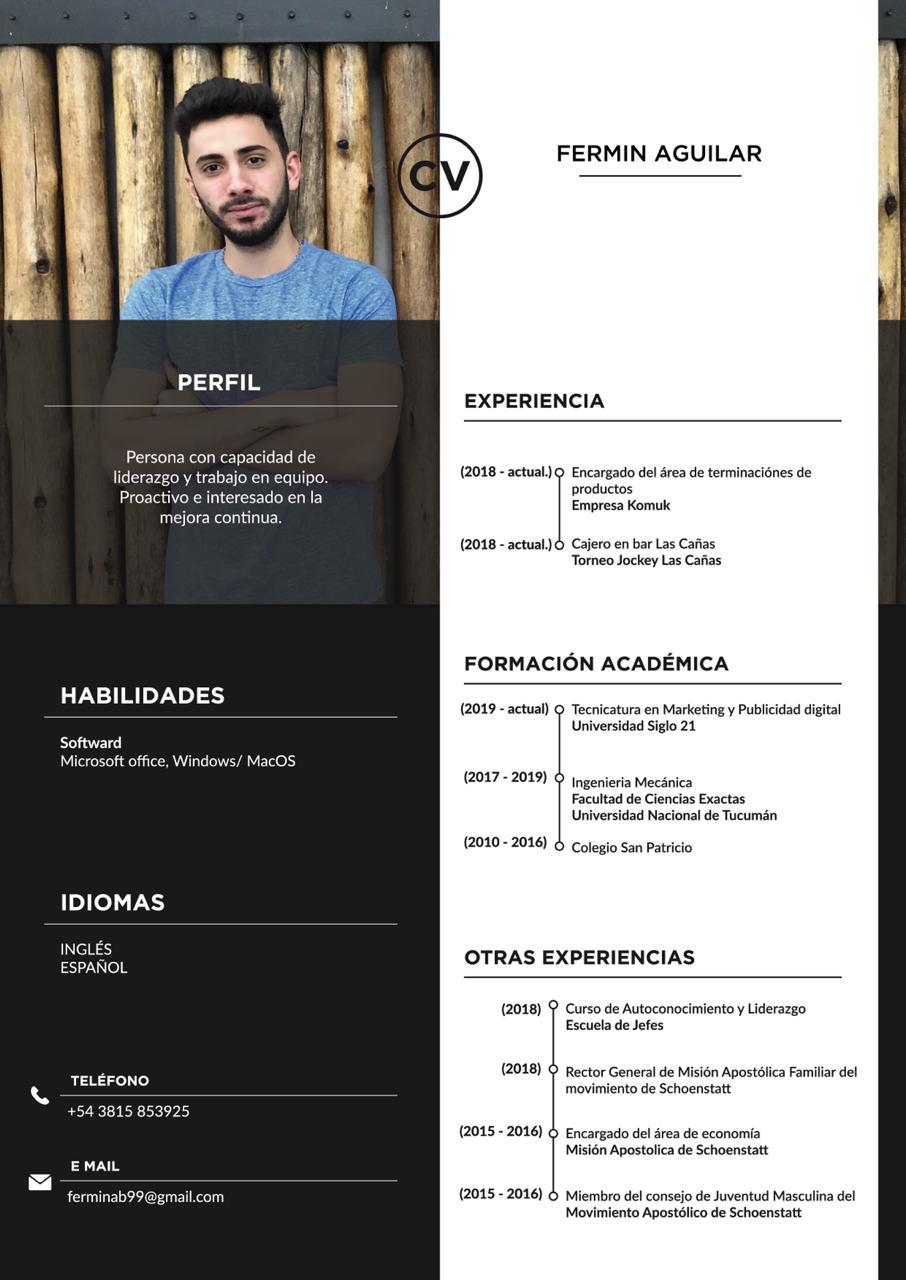 CV
FERMIN AGUILAR
PERFIL
Persona con capacidad de
liderazgo y trabajo en equipo.
Proactivo e interesado en la
mejora continua.
HABILIDADES
Softward
Microsoft office, Windows/ MacOS
IDIOMAS
INGLÉS
ESPAÑOL
TELÉFONO
+54 3815 853925
E MAIL
ferminab99@gmail.com
EXPERIENCIA
(2018 - actual.) Encargado del área de terminaciónes de
productos
Empresa Komuk
(2018 - actual.) Cajero en bar Las Cañas
Torneo Jockey Las Cañas
FORMACIÓN ACADÉMICA
(2019 - actual) Tecnicatura en Marketing y Publicidad digital
Universidad Siglo 21
(2017 - 2019) Ingenieria Mecánica
Facultad de Ciencias Exactas
Universidad Nacional de Tucumán
(2010 - 2016) Colegio San Patricio
OTRAS EXPERIENCIAS
(2018) Curso de Autoconocimiento y Liderazgo
Escuela de Jefes
(2018) Rector General de Misión Apostólica Familiar del
movimiento de Schoenstatt
(2015 - 2016) Encargado del área de economía
Misión Apostolica de Schoenstatt
(2015 - 2016) Miembro del consejo de Juventud Masculina del
Movimiento Apostólico de Schoenstatt